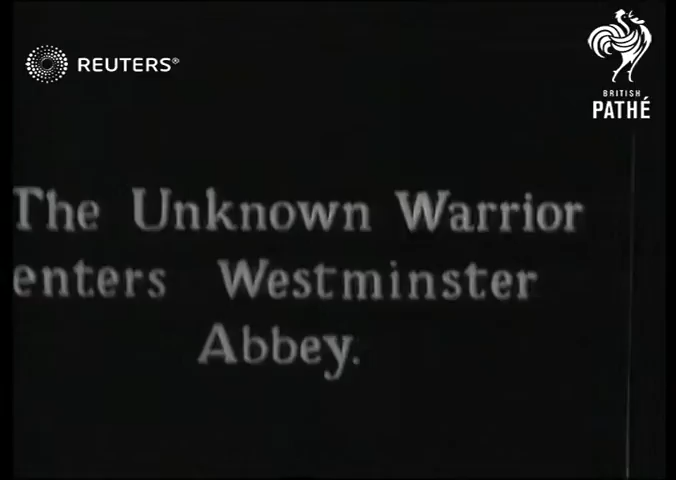 REUTERS®
BRITISH
PATHÉ
The Unknown Warrior
enters Westminster
Abbey.